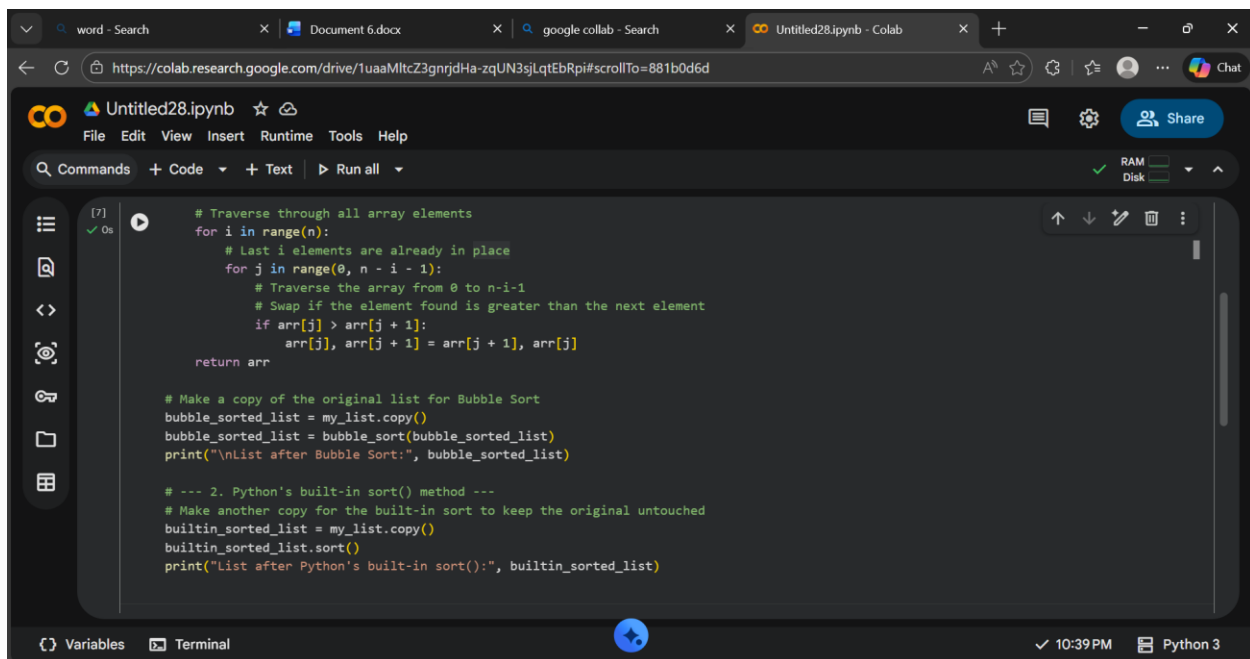 word - Search
Document 6.docx
google collab - Search
Untitled28.ipynb - Colab
https://colab.research.google.com/drive/1uaaMltcZ3gnrjdHa-zqUN3sjLqtEbRpi#scrollTo=881b0d6d
Chat
Untitled28.ipynb
File Edit View Insert Runtime Tools Help
Share
Commands + Code + Text Run all
RAM
Disk
[7]
0s
# Traverse through all array elements
for i in range(n):
# Last i elements are already in place
for j in range(0, n - i - 1):
# Traverse the array from 0 to n-i-1
# Swap if the element found is greater than the next element
if arr[j] > arr[j + 1]:
arr[j], arr[j + 1] = arr[j + 1], arr[j]
return arr
# Make a copy of the original list for Bubble Sort
bubble_sorted_list = my_list.copy()
bubble_sorted_list = bubble_sort(bubble_sorted_list)
print("\nList after Bubble Sort:", bubble_sorted_list)
# --- 2. Python's built-in sort() method ---
# Make another copy for the built-in sort to keep the original untouched
builtin_sorted_list = my_list.copy()
builtin_sorted_list.sort()
print("List after Python's built-in sort():", builtin_sorted_list)
{} Variables Terminal
10:39 PM Python 3